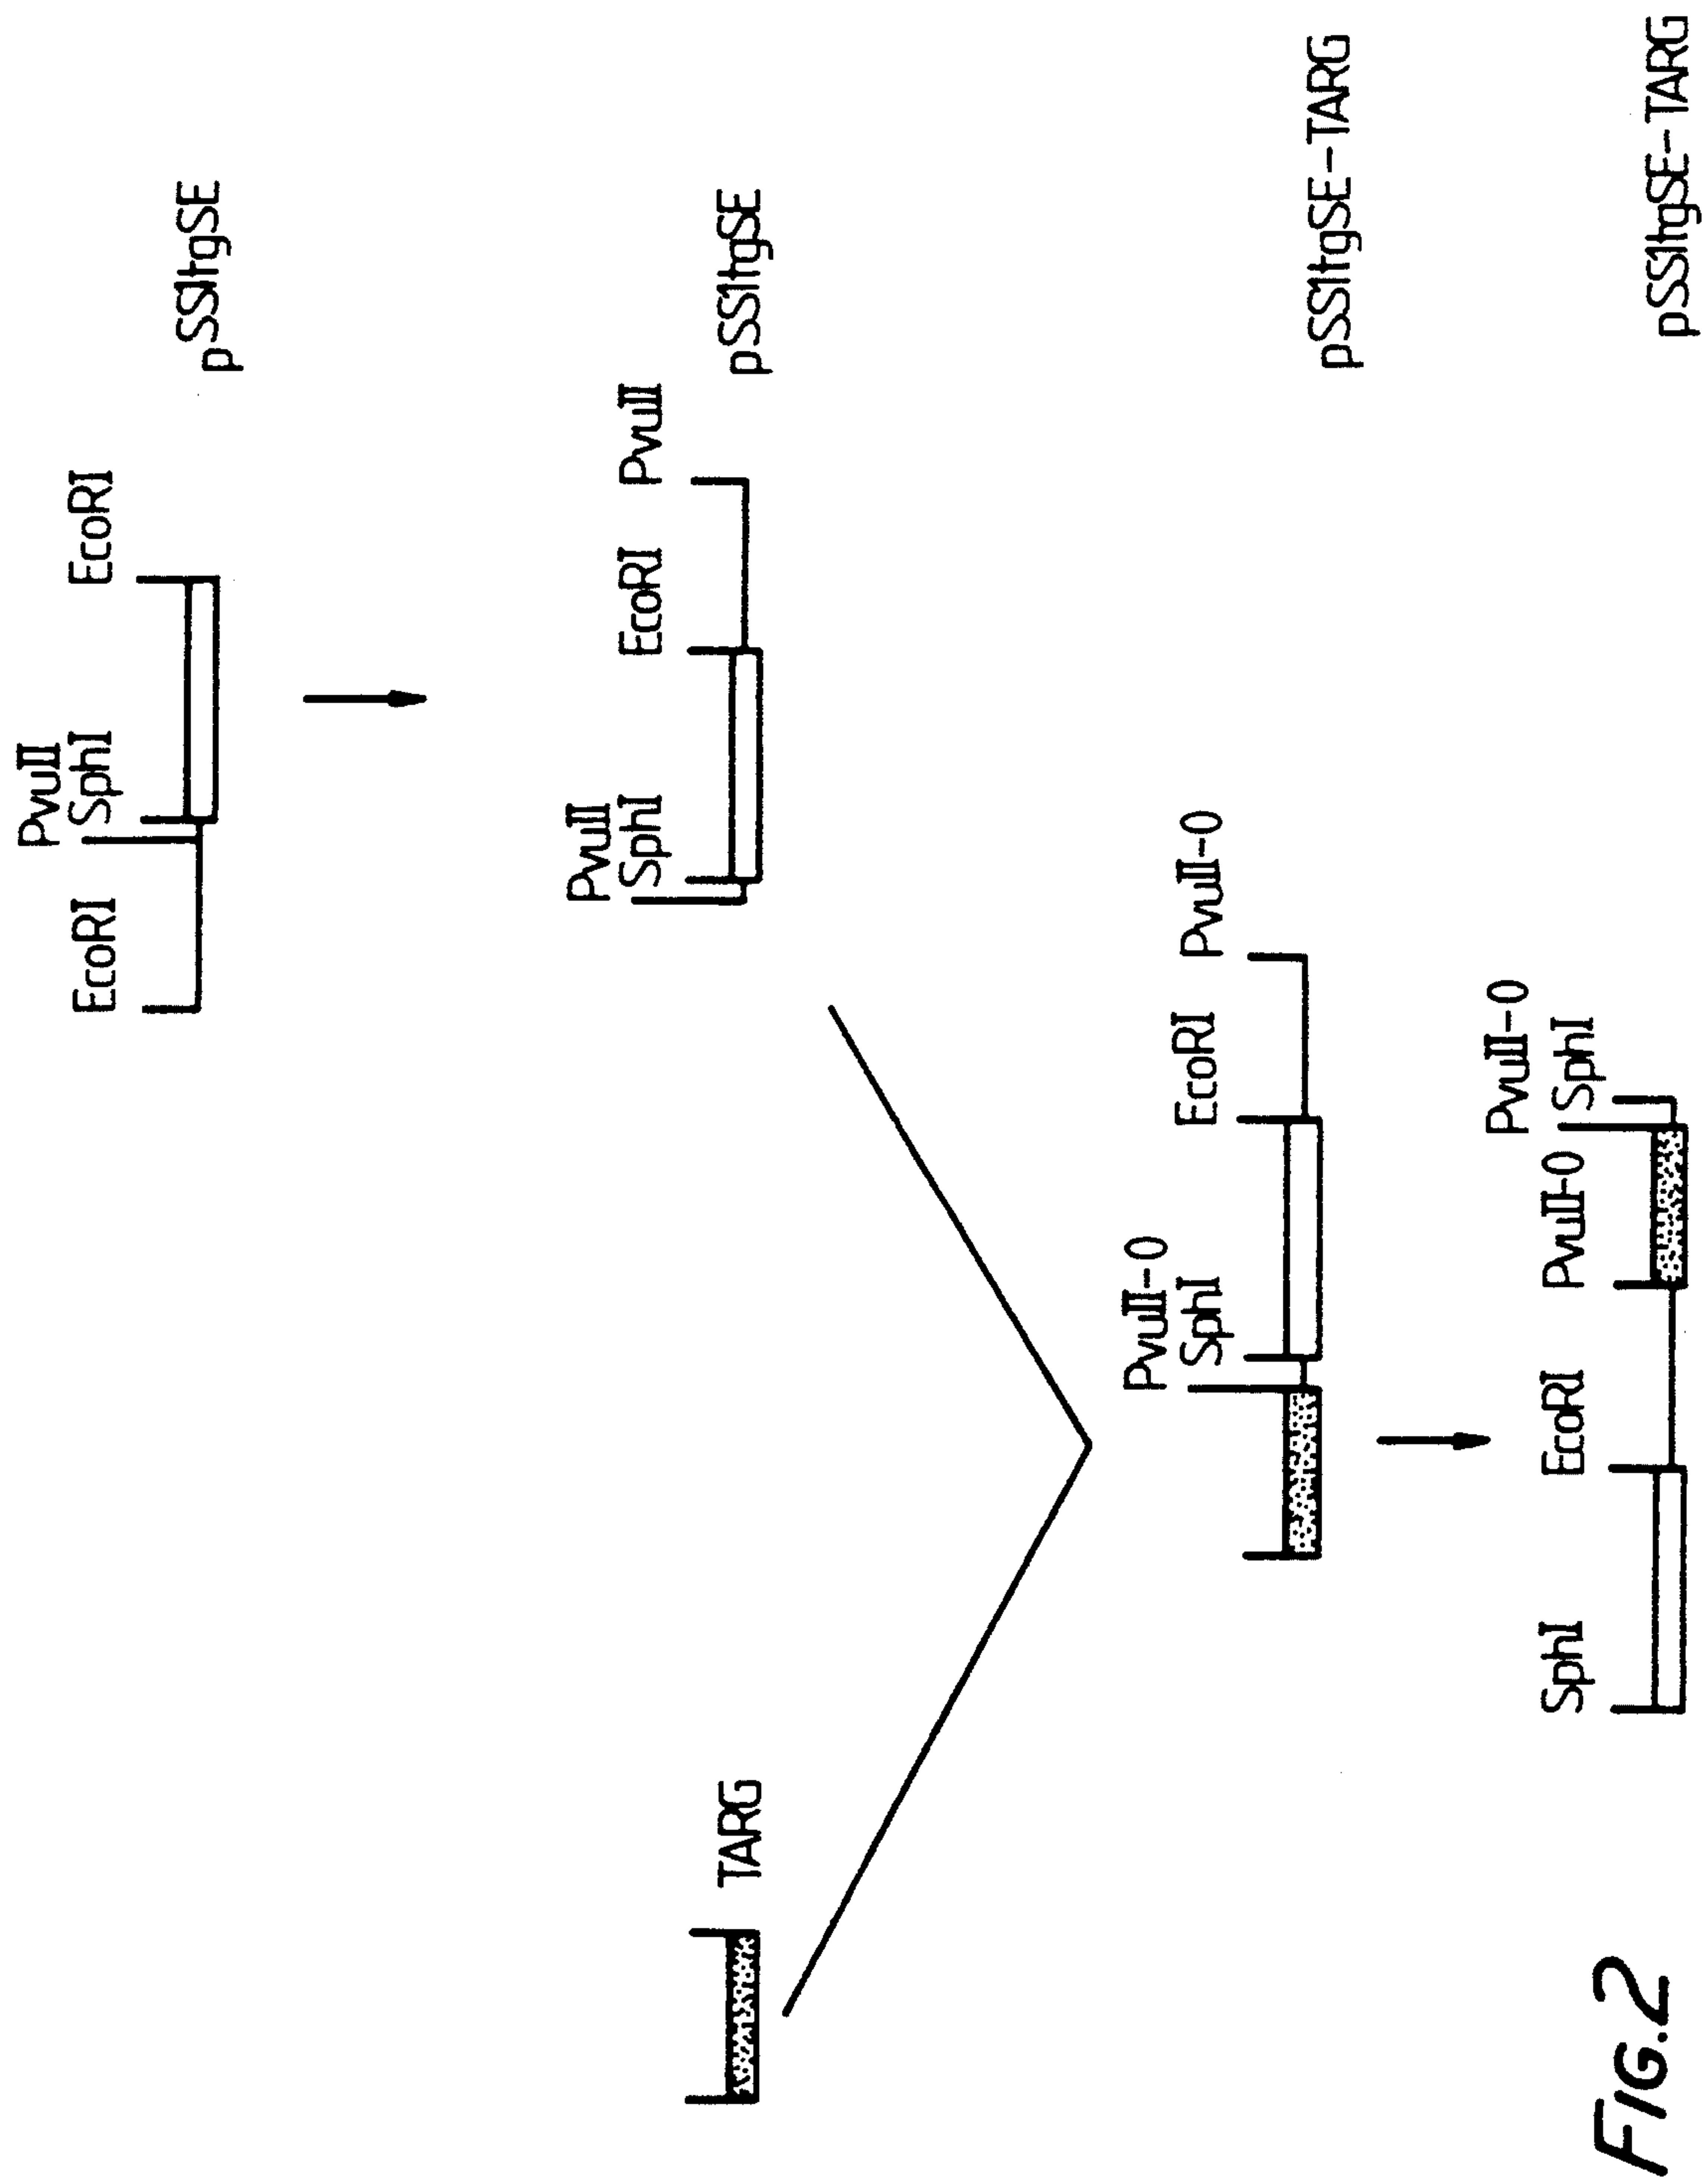 PvuII
EcoRI SphI EcoRI
pSS1tgSE
PvuII
SphI EcoRI PvuII
TARG pSS1tgSE
PvuII-0
SphI EcoRI PvuII-0
pSS1tgSE-TARG
PvuII-0
SphI EcoRI PvuII-0 SphI
pSS1tgSE-TARG
FIG.2